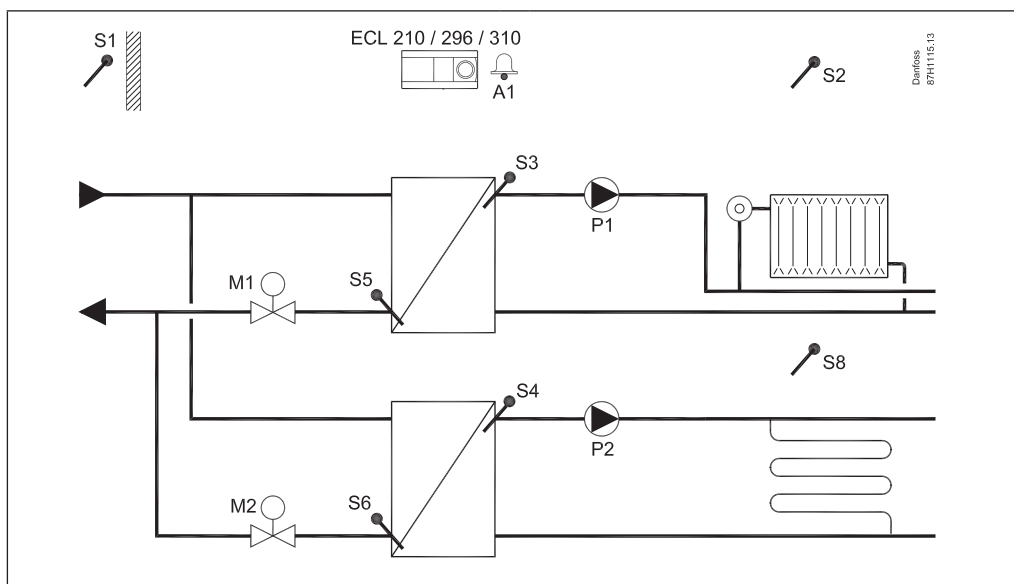 S1
ECL 210 / 296 / 310
A1
S2
Danfoss
87H1115.13
S3
P1
M1
S5
S8
S4
P2
M2
S6